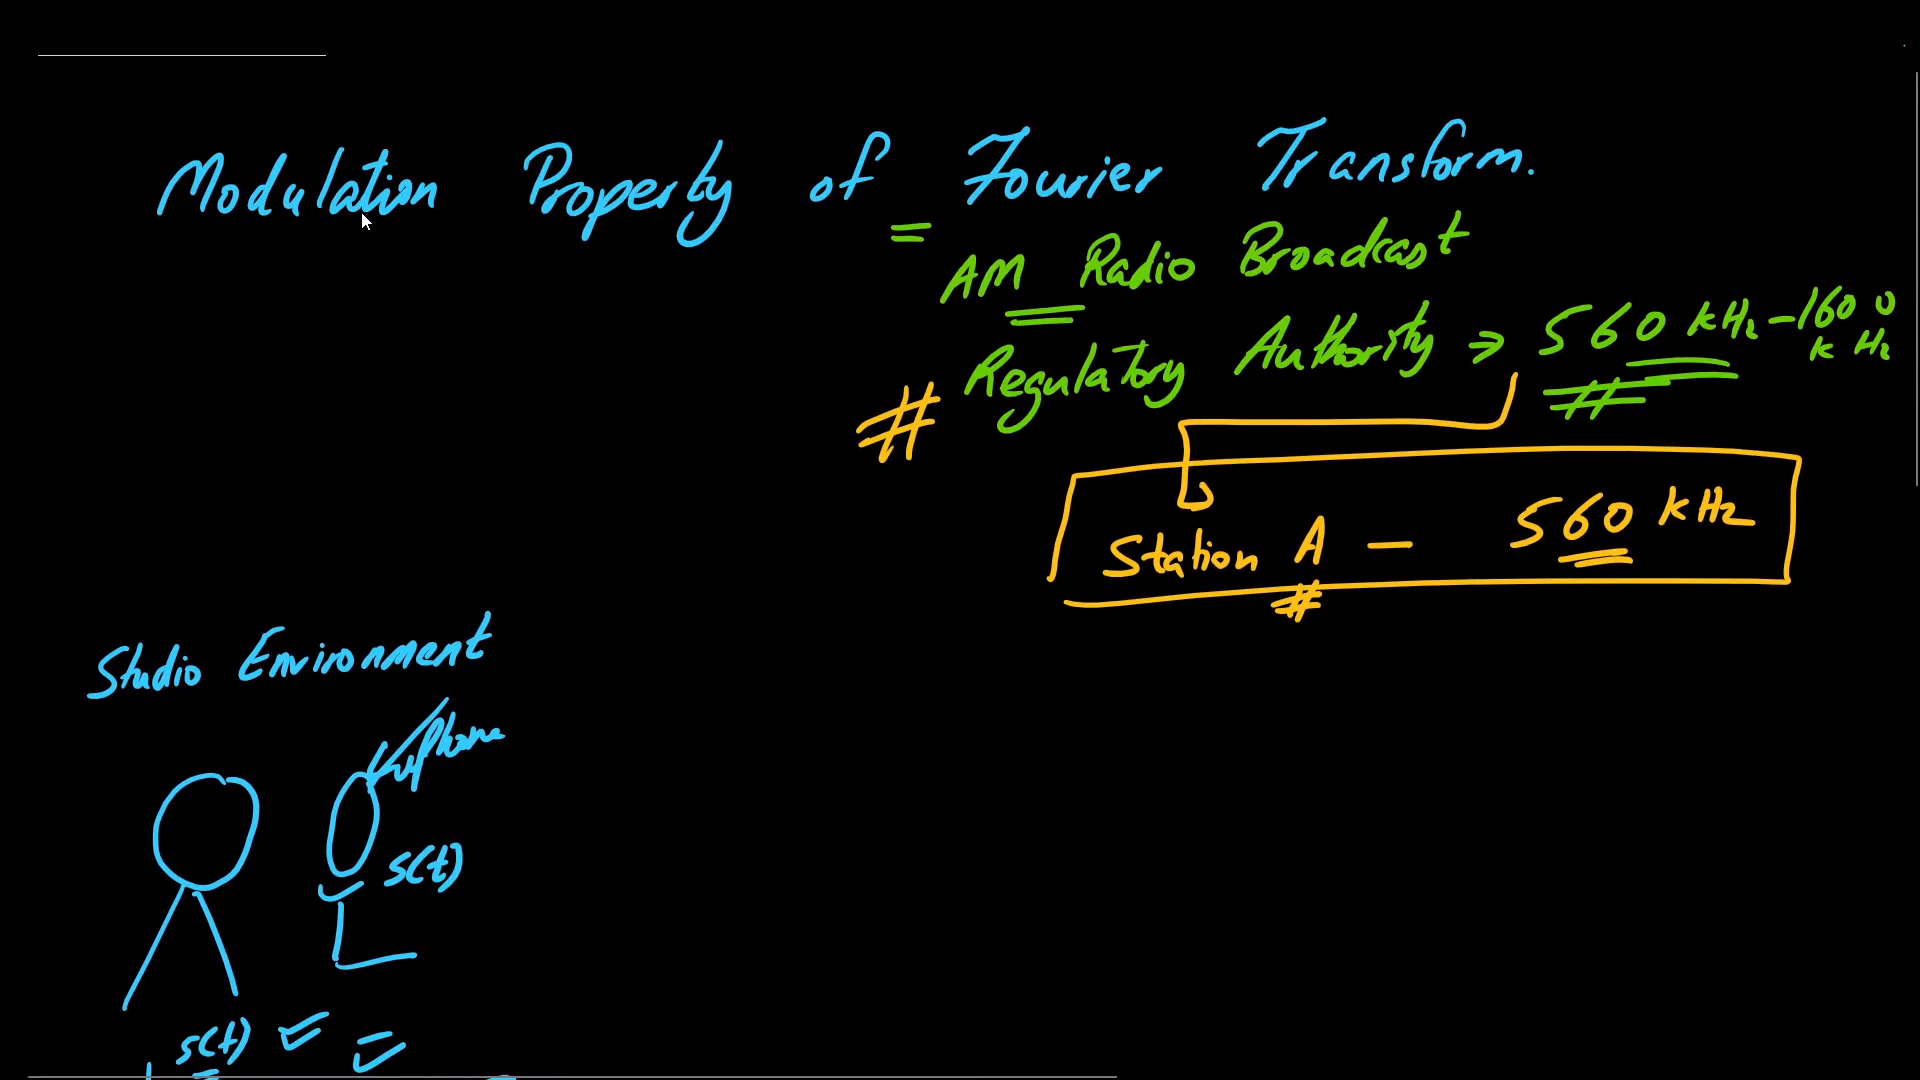 Modulation Property of Fourier Transform.
= AM Radio Broadcast
# Regulatory Authority → 560 kHz - 1600 kHz
Station A - 560 kHz
Studio Environment
s(t)
s(t)